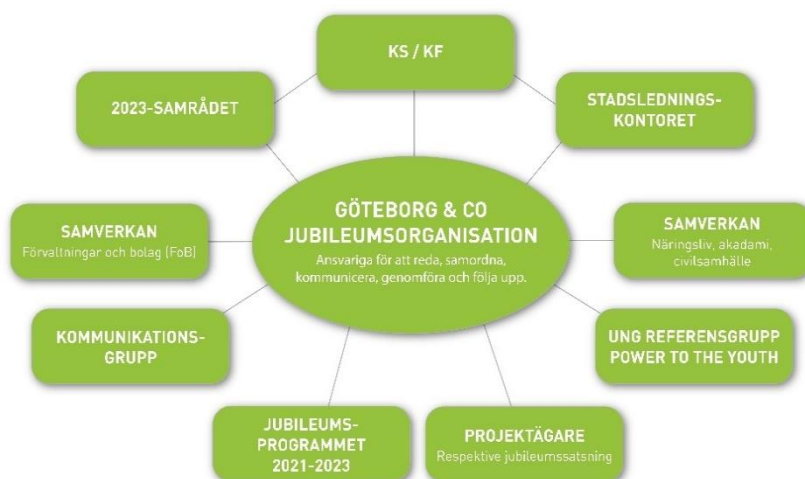 KS / KF
2023-SAMRÅDET
STADSLEDNINGS-
KONTORET
GÖTEBORG & CO
JUBILEUMSORGANISATION
Ansvariga för att reda, samordna,
kommunicera, genomföra och följa upp.
SAMVERKAN
Förvaltningar och bolag (FoB)
SAMVERKAN
Näringsliv, akademi,
civilsamhälle
KOMMUNIKATIONS-
GRUPP
UNG REFERENSGRUPP
POWER TO THE YOUTH
JUBILEUMS-
PROGRAMMET
2021-2023
PROJEKTÄGARE
Respektive jubileumssatsning